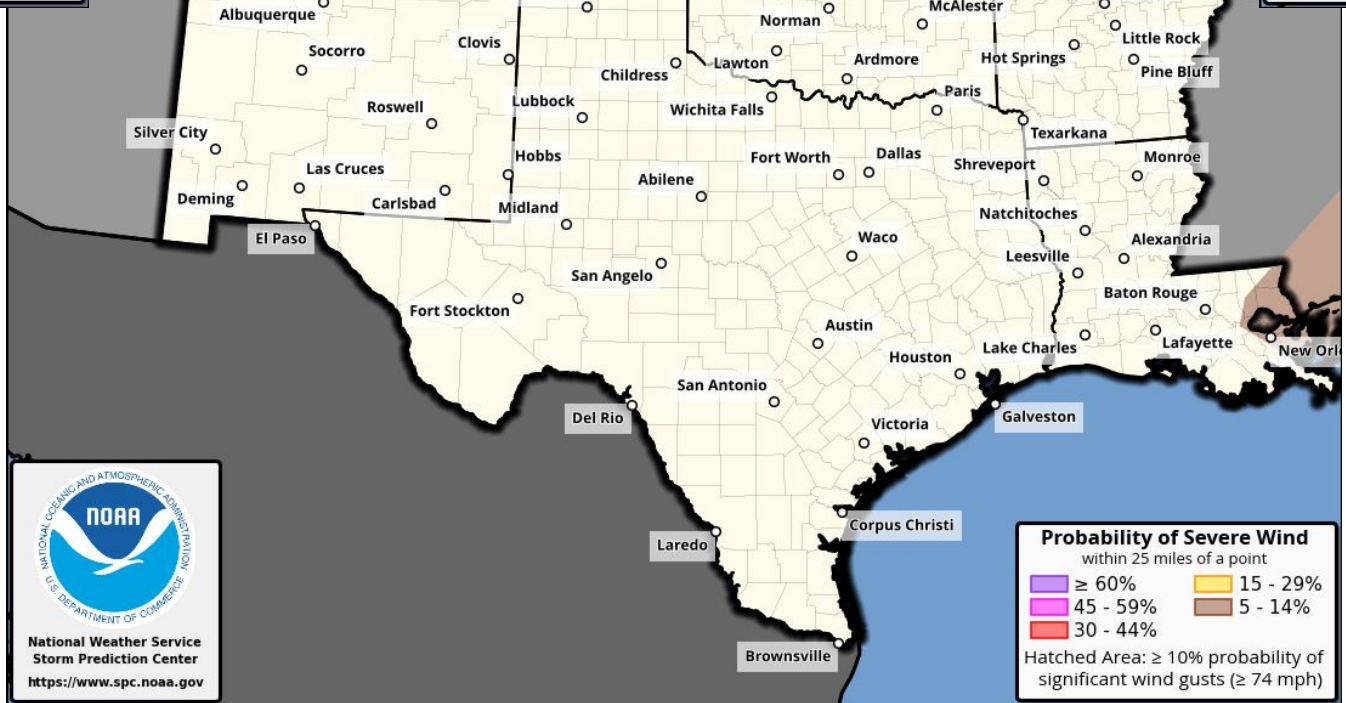 Albuquerque
McAlester
Norman
Little Rock
Clovis
Socorro
Hot Springs
Ardmore
Lawton
Childress
Pine Bluff
Paris
Lubbock
Roswell
Wichita Falls
Silver City
Texarkana
Hobbs
Dallas
Fort Worth
Monroe
Shreveport
Las Cruces
Abilene
Deming
Carlsbad
Midland
Natchitoches
El Paso
Waco
Alexandria
Leesville
San Angelo
Baton Rouge
Fort Stockton
Austin
Lafayette
Lake Charles
New Orl
Houston
San Antonio
Del Rio
Galveston
Victoria
Corpus Christi
Laredo
Brownsville
NATIONAL OCEANIC AND ATMOSPHERIC ADMINISTRATION
NOAA
U.S. DEPARTMENT OF COMMERCE
National Weather Service
Storm Prediction Center
https://www.spc.noaa.gov
Probability of Severe Wind
within 25 miles of a point
≥ 60%
15 - 29%
45 - 59%
5 - 14%
30 - 44%
Hatched Area: ≥ 10% probability of
significant wind gusts (≥ 74 mph)